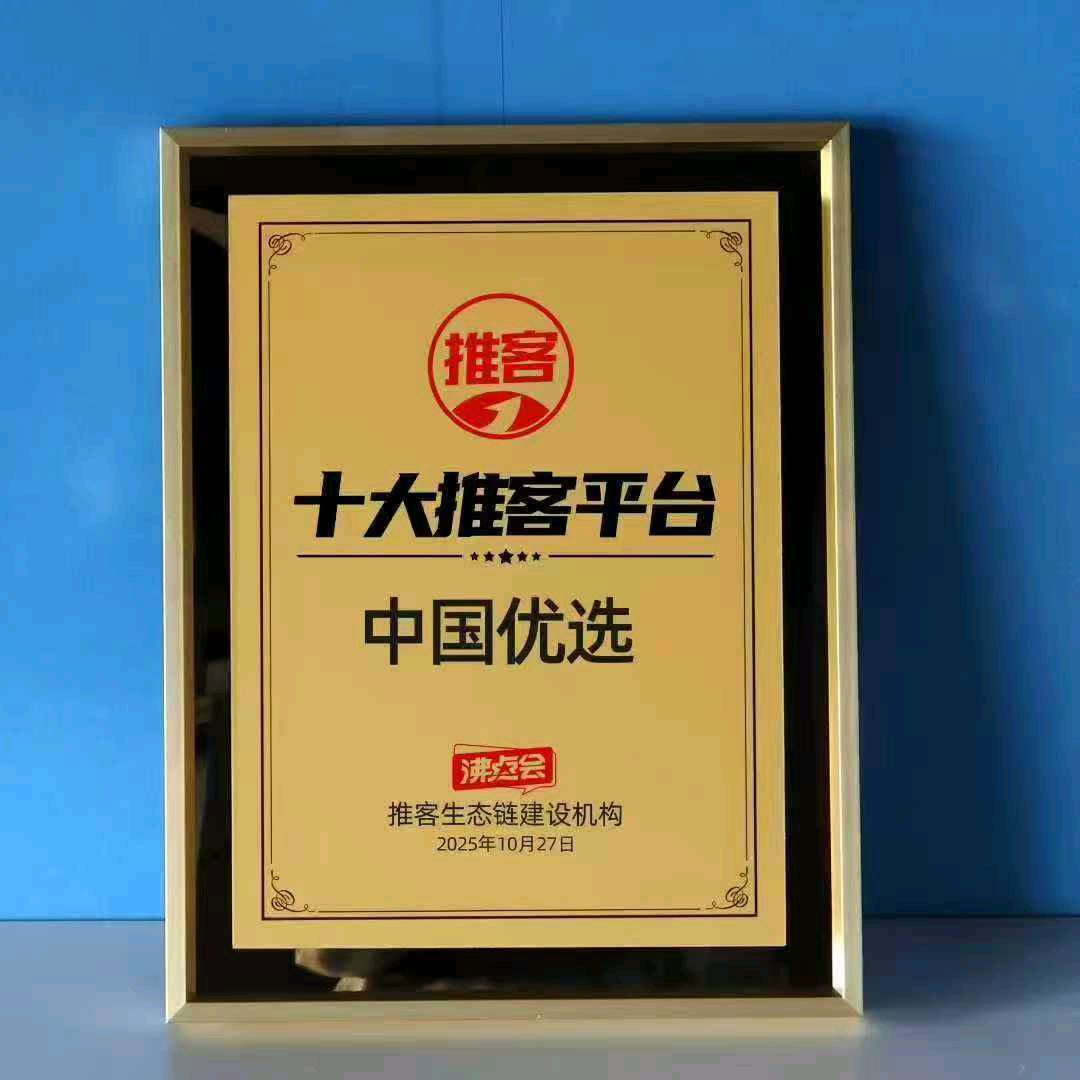 推客
十大推客平台
中国优选
沸点会
推客生态链建设机构
2025年10月27日